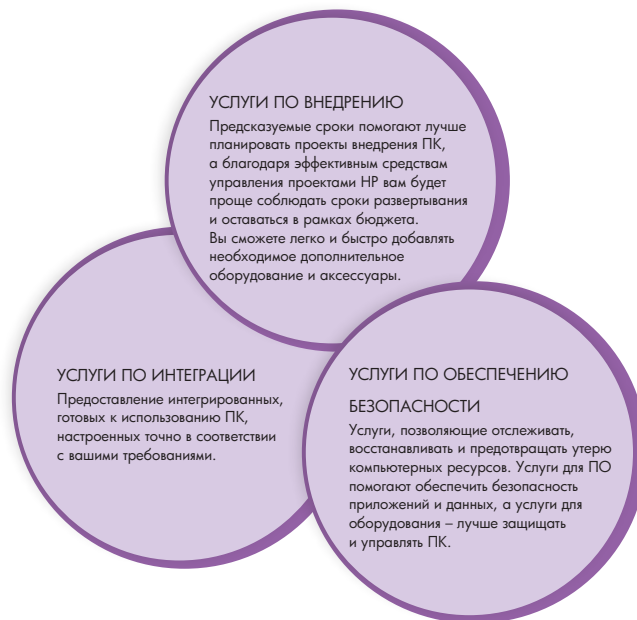 УСЛУГИ ПО ВНЕДРЕНИЮ
Предсказуемые сроки помогают лучше
планировать проекты внедрения ПК,
а благодаря эффективным средствам
управления проектами HP вам будет
проще соблюдать сроки развертывания
и оставаться в рамках бюджета.
Вы сможете легко и быстро добавлять
необходимое дополнительное
оборудование и аксессуары.
УСЛУГИ ПО ИНТЕГРАЦИИ
Предоставление интегрированных,
готовых к использованию ПК,
настроенных точно в соответствии
с вашими требованиями.
УСЛУГИ ПО ОБЕСПЕЧЕНИЮ
БЕЗОПАСНОСТИ
Услуги, позволяющие отслеживать,
восстанавливать и предотвращать утерю
компьютерных ресурсов. Услуги для ПО
помогают обеспечить безопасность
приложений и данных, а услуги для
оборудования – лучше защищать
и управлять ПК.